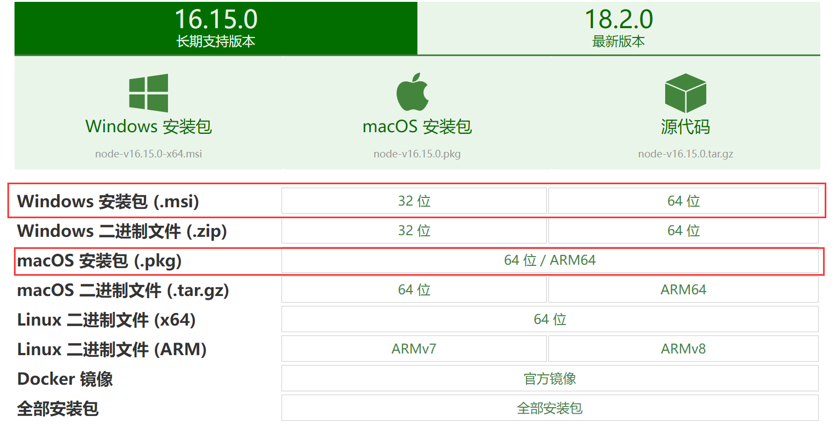 16.15.0
长期支持版本
18.2.0
最新版本
Windows 安装包
node-v16.15.0-x64.msi
macOS 安装包
node-v16.15.0.pkg
源代码
node-v16.15.0.tar.gz
Windows 安装包 (.msi) 32 位 64 位
Windows 二进制文件 (.zip) 32 位 64 位
macOS 安装包 (.pkg) 64 位 / ARM64
macOS 二进制文件 (.tar.gz) 64 位 ARM64
Linux 二进制文件 (x64) 64 位
Linux 二进制文件 (ARM) ARMv7 ARMv8
Docker 镜像 官方镜像
全部安装包 全部安装包